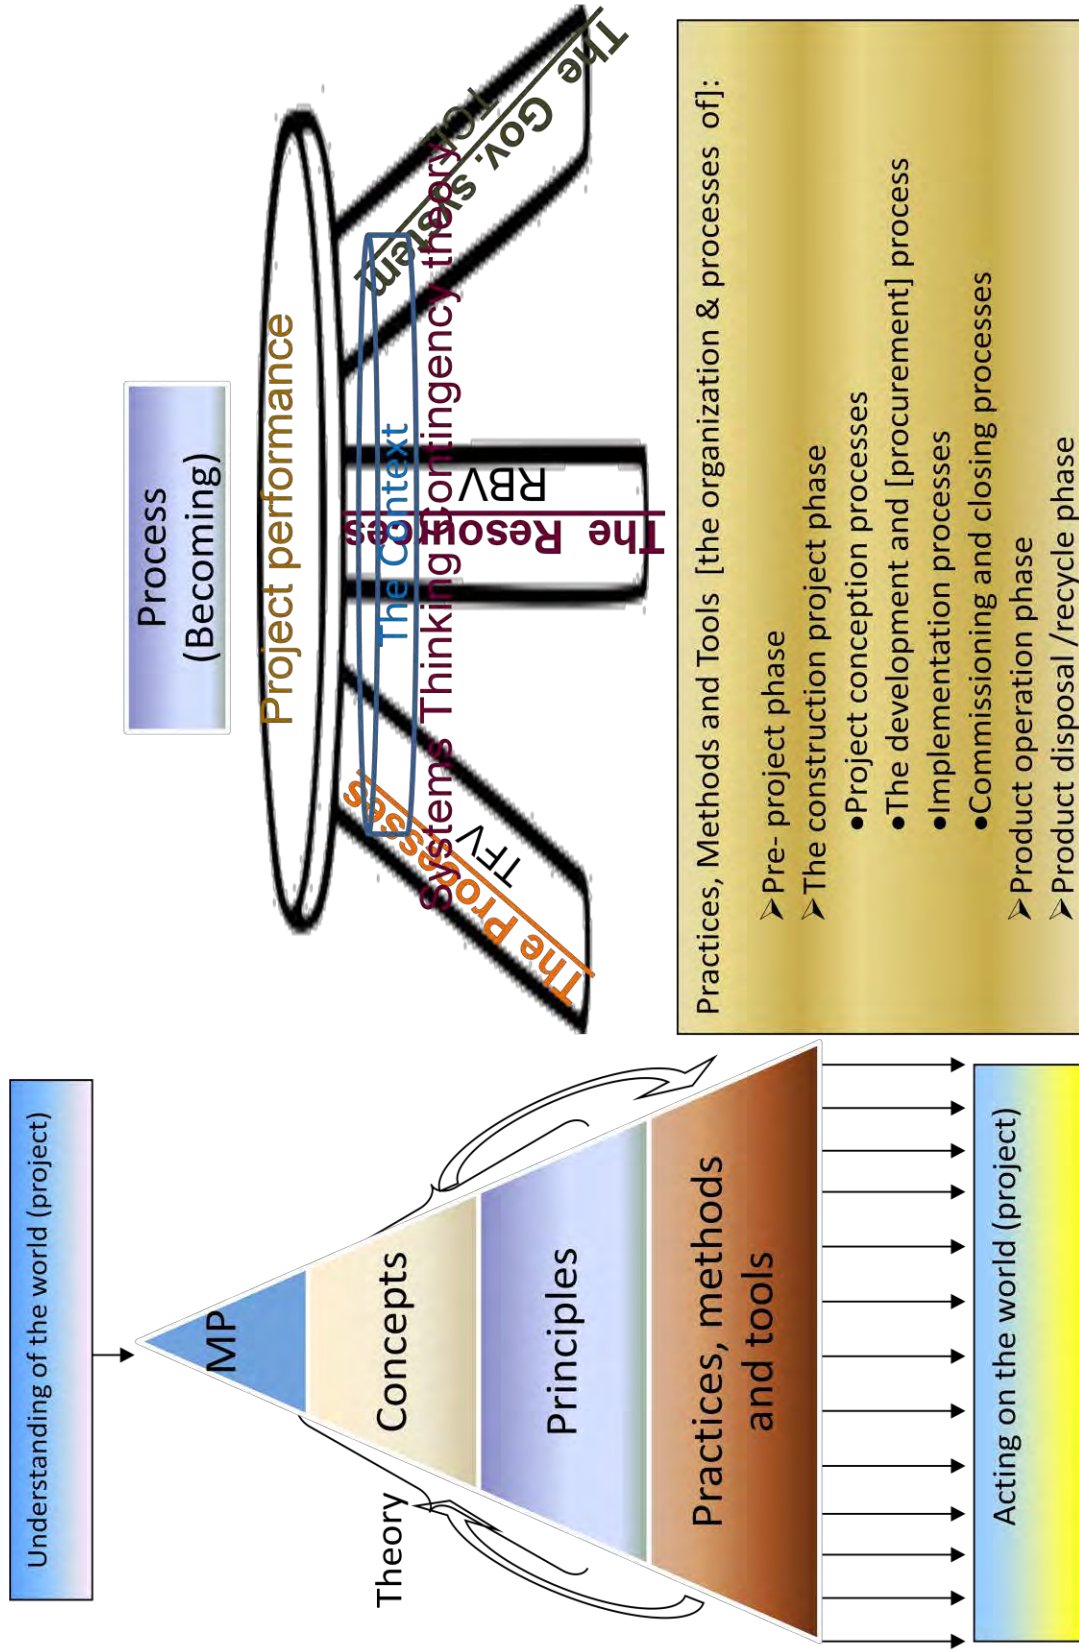 Understanding of the world (project)
MP
Theory
Concepts
Principles
Practices, methods
and tools
Acting on the world (project)
Process
(Becoming)
Project performance
The Context
Systems Thinking Contingency theory
The Processes
TFV
The Resources
RBV
The Gov. system
Practices, Methods and Tools [the organization & processes of]:
➢Pre- project phase
➢The construction project phase
•Project conception processes
•The development and [procurement] process
•Implementation processes
•Commissioning and closing processes
➢Product operation phase
➢Product disposal /recycle phase